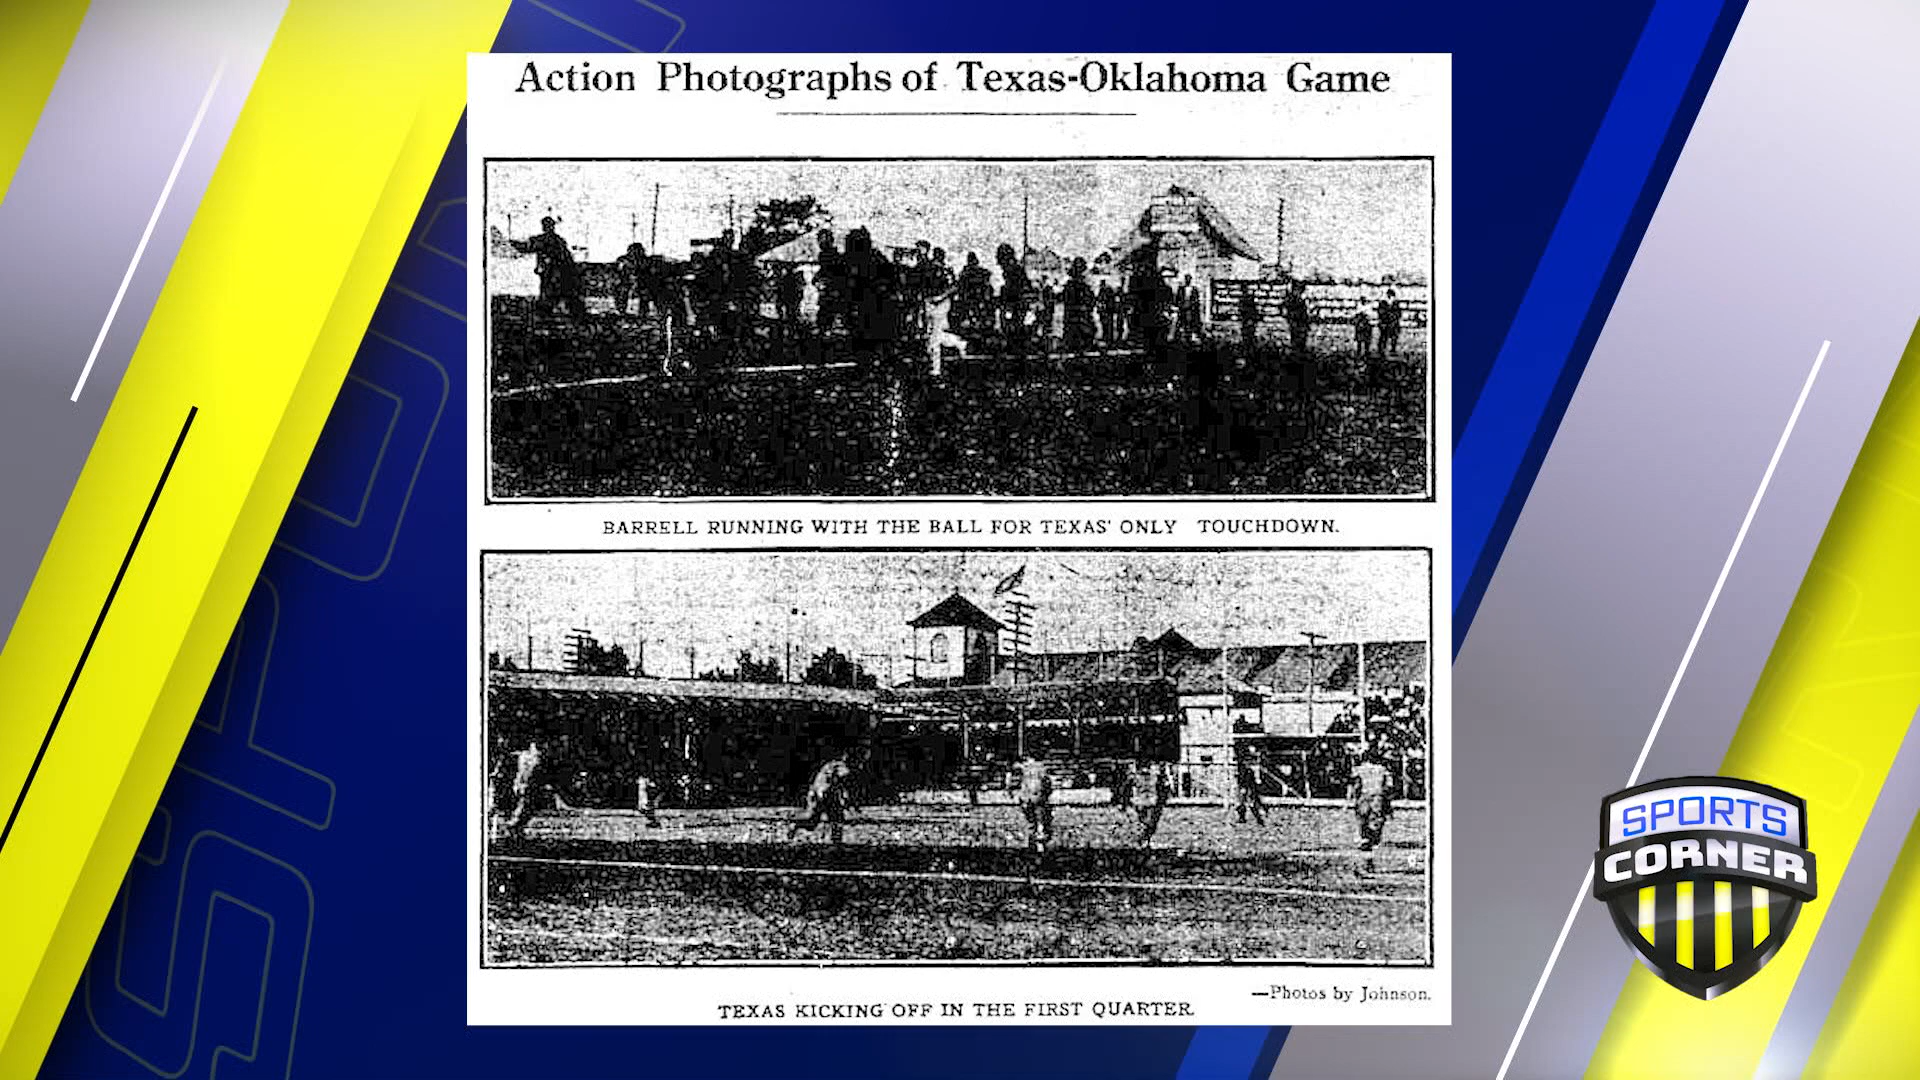 Action Photographs of Texas-Oklahoma Game
BARRELL RUNNING WITH THE BALL FOR TEXAS' ONLY TOUCHDOWN.
—Photos by Johnson.
TEXAS KICKING OFF IN THE FIRST QUARTER.
SPORTS
CORNER